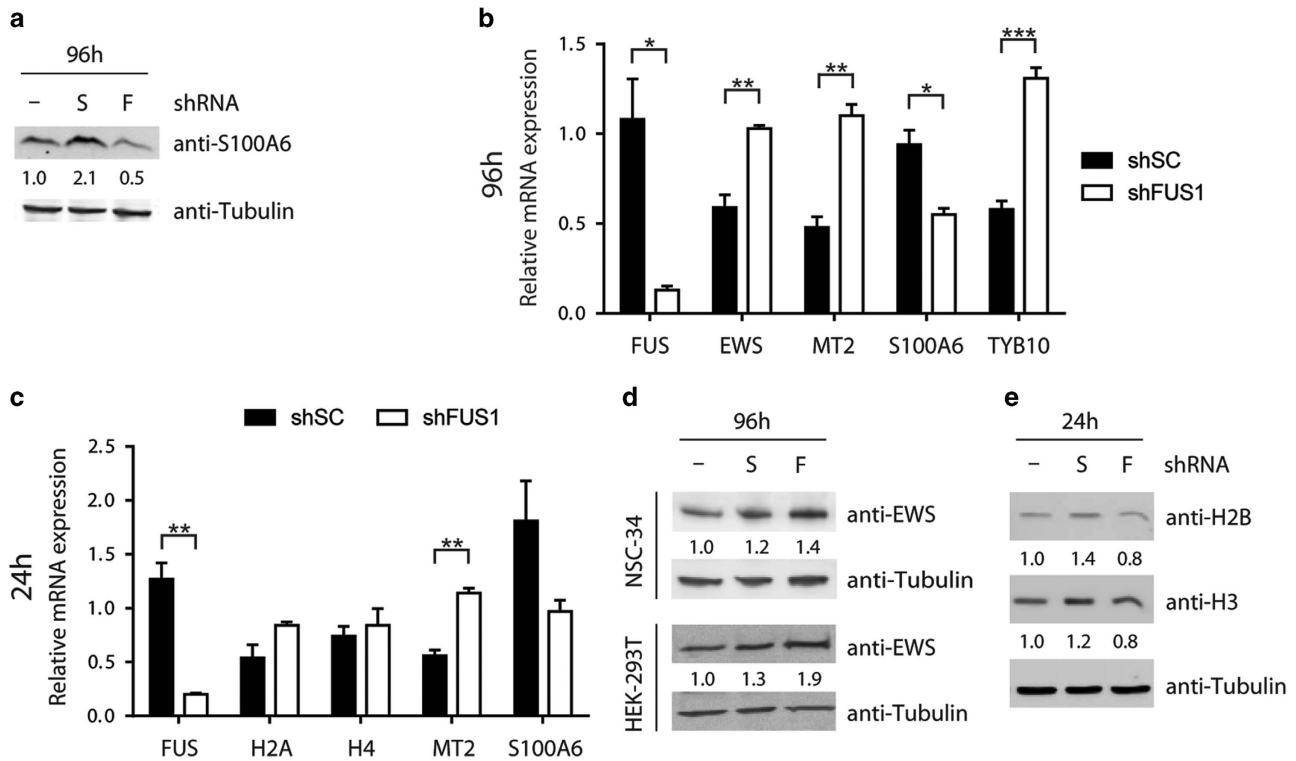 a
96h
– S F shRNA
anti-S100A6
1.0 2.1 0.5
anti-Tubulin
b
96h
Relative mRNA expression
1.5
1.0
0.5
0.0
* ** ** * ***
FUS EWS MT2 S100A6 TYB10
shSC
shFUS1
c
shSC shFUS1
24h
Relative mRNA expression
2.5
2.0
1.5
1.0
0.5
0.0
** **
FUS H2A H4 MT2 S100A6
d
96h
– S F
NSC-34
anti-EWS
1.0 1.2 1.4
anti-Tubulin
HEK-293T
anti-EWS
1.0 1.3 1.9
anti-Tubulin
e
24h
– S F shRNA
anti-H2B
1.0 1.4 0.8
anti-H3
1.0 1.2 0.8
anti-Tubulin